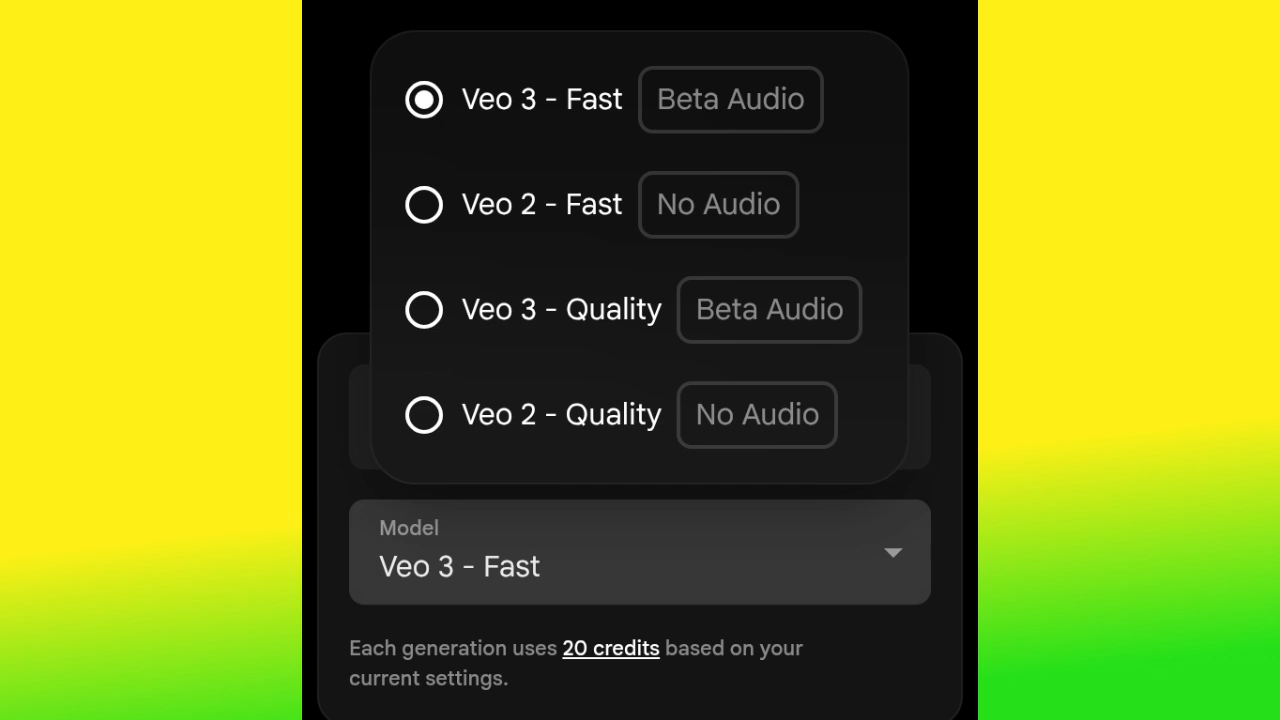 Veo 3 - Fast Beta Audio
Veo 2 - Fast No Audio
Veo 3 - Quality Beta Audio
Veo 2 - Quality No Audio
Model
Veo 3 - Fast
Each generation uses 20 credits based on your
current settings.